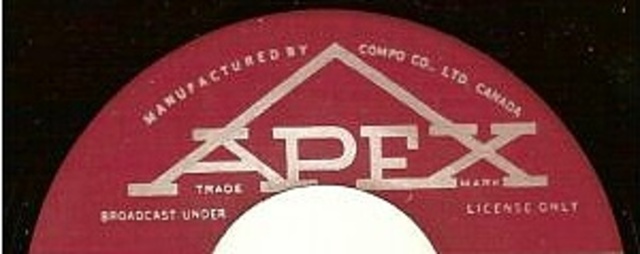 MANUFACTURED BY COMPO CO., LTD. CANADA
APEX
TRADE MARK
BROADCAST UNDER LICENSE ONLY